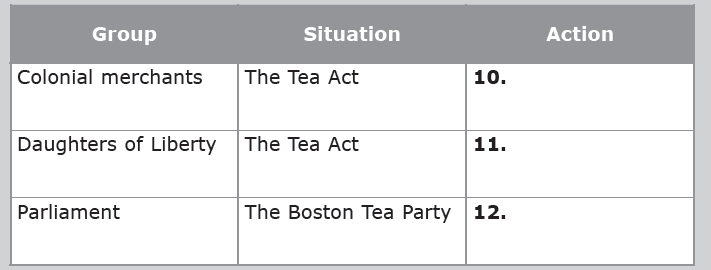 Group Situation Action
Colonial merchants The Tea Act 10.
Daughters of Liberty The Tea Act 11.
Parliament The Boston Tea Party 12.